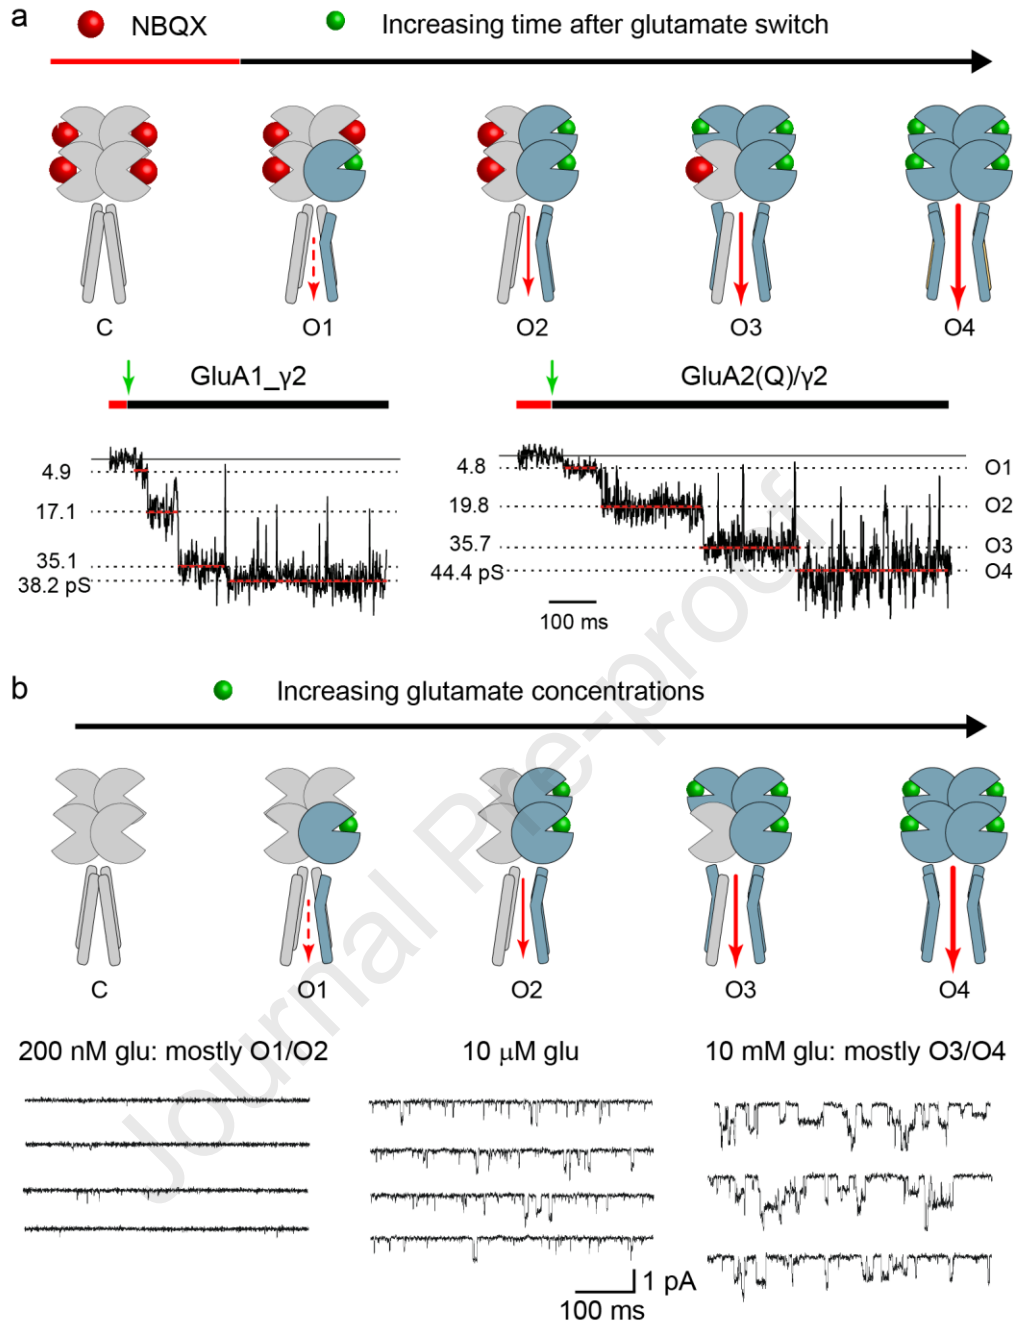 a
NBQX
Increasing time after glutamate switch
C
O1
O2
O3
O4
GluA1_γ2
GluA2(Q)/γ2
4.9
17.1
35.1
38.2 pS
4.8
19.8
35.7
44.4 pS
O1
O2
O3
O4
100 ms
b
Increasing glutamate concentrations
C
O1
O2
O3
O4
200 nM glu: mostly O1/O2
10 μM glu
10 mM glu: mostly O3/O4
1 pA
100 ms
Journal Pre-proof